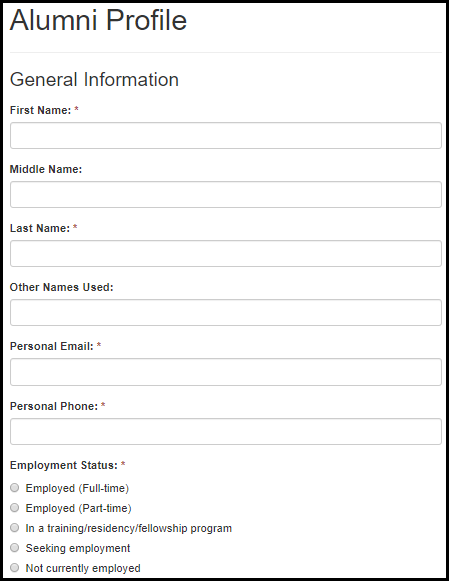 Alumni Profile
General Information
First Name: *
Middle Name:
Last Name: *
Other Names Used:
Personal Email: *
Personal Phone: *
Employment Status: *
Employed (Full-time)
Employed (Part-time)
In a training/residency/fellowship program
Seeking employment
Not currently employed